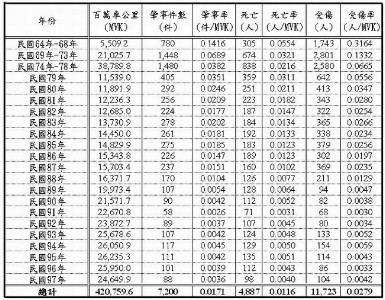 年份 百萬車公里 (MVK) 肇事件數 (件) 肇事率 (件/MVK) 死亡 (人) 死亡率 (人/MVK) 受傷 (人) 受傷率 (人/MVK)
民國64年-68年 5,509.2 780 0.1416 305 0.0554 1,743 0.3164
民國69年-73年 21,025.7 1,448 0.0689 674 0.0321 2,801 0.1332
民國74年-78年 38,789.8 1,480 0.0382 838 0.0216 2,580 0.0665
民國79年 11,539.0 405 0.0351 359 0.0311 642 0.0556
民國80年 11,891.9 292 0.0246 251 0.0211 413 0.0347
民國81年 12,236.3 256 0.0209 223 0.0182 343 0.0280
民國82年 12,685.0 224 0.0177 187 0.0147 322 0.0254
民國83年 13,730.9 278 0.0202 184 0.0134 365 0.0266
民國84年 14,450.0 261 0.0181 192 0.0133 338 0.0234
民國85年 14,829.9 275 0.0185 183 0.0123 379 0.0256
民國86年 15,343.8 226 0.0147 189 0.0123 302 0.0197
民國87年 15,703.4 237 0.0151 160 0.0102 369 0.0235
民國88年 16,371.7 170 0.0104 126 0.0077 211 0.0129
民國89年 19,973.4 107 0.0054 128 0.0064 94 0.0047
民國90年 21,571.7 90 0.0042 112 0.0052 82 0.0038
民國91年 22,670.8 58 0.0026 71 0.0031 68 0.0030
民國92年 23,872.7 89 0.0037 107 0.0045 80 0.0034
民國93年 25,678.6 107 0.0042 124 0.0048 133 0.0052
民國94年 26,050.9 117 0.0045 129 0.0050 154 0.0059
民國95年 26,235.3 111 0.0042 135 0.0051 114 0.0043
民國96年 25,950.0 101 0.0039 112 0.0043 86 0.0033
民國97年 24,649.9 88 0.0036 98 0.0040 104 0.0042
總計 420,759.6 7,200 0.0171 4,887 0.0116 11,723 0.0279